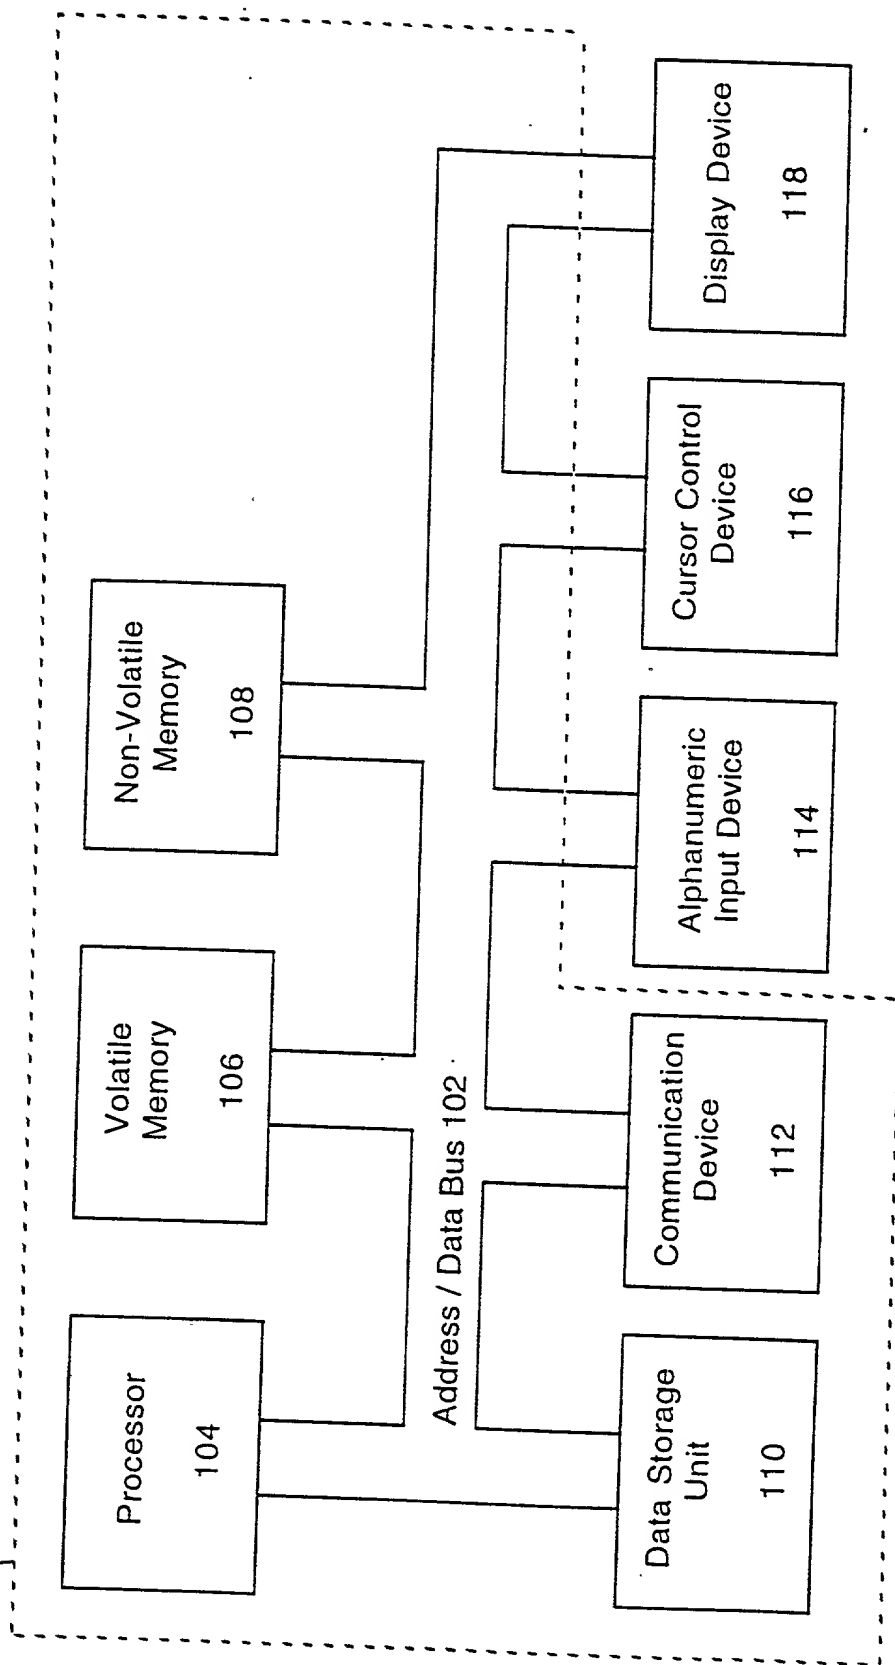 Processor
104
Volatile
Memory
106
Non-Volatile
Memory
108
Address / Data Bus 102
Data Storage
Unit
110
Communication
Device
112
Alphanumeric
Input Device
114
Cursor Control
Device
116
Display Device
118